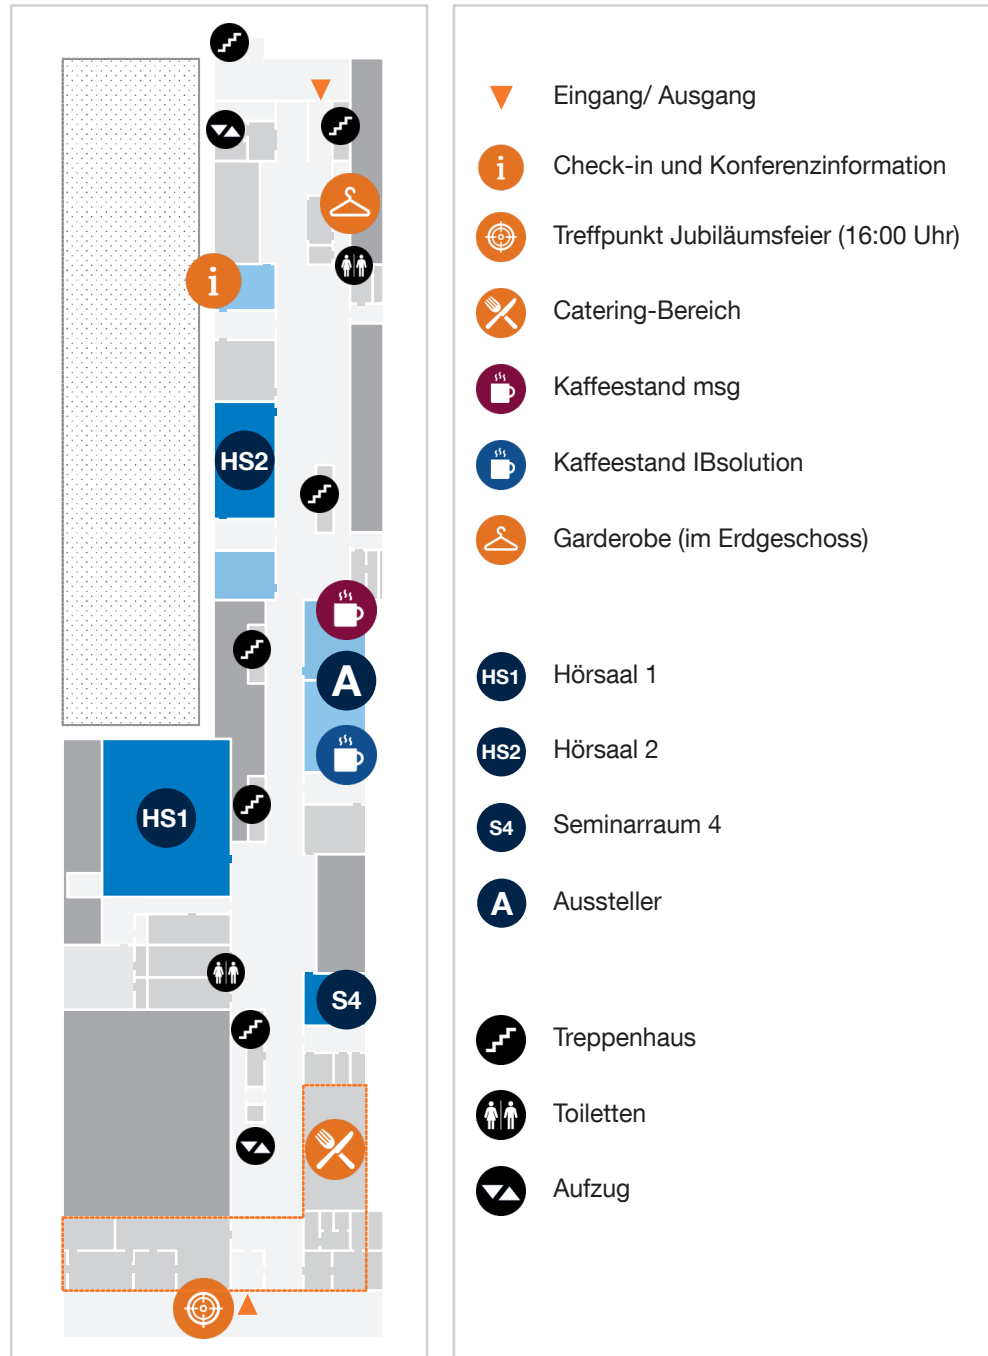 i
HS2
A
HS1
S4
Eingang/ Ausgang
i Check-in und Konferenzinformation
Treffpunkt Jubiläumsfeier (16:00 Uhr)
Catering-Bereich
Kaffeestand msg
Kaffeestand IBsolution
Garderobe (im Erdgeschoss)
HS1 Hörsaal 1
HS2 Hörsaal 2
S4 Seminarraum 4
A Aussteller
Treppenhaus
Toiletten
Aufzug